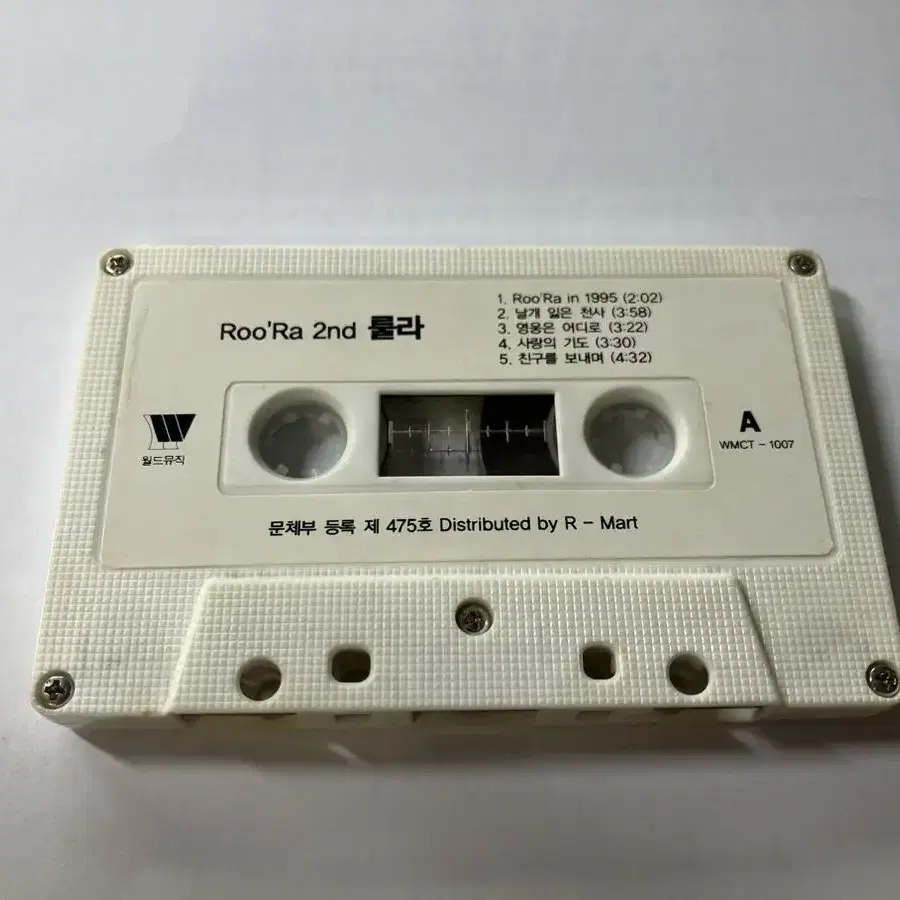 Roo'Ra 2nd 룰라
1. Roo'Ra in 1995 (2:02)
2. 날개 잃은 천사 (3:58)
3. 영웅은 어디로 (3:22)
4. 사랑의 기도 (3:30)
5. 친구를 보내며 (4:32)
W
월드뮤직
A
WMCT - 1007
문체부 등록 제 475호 Distributed by R - Mart